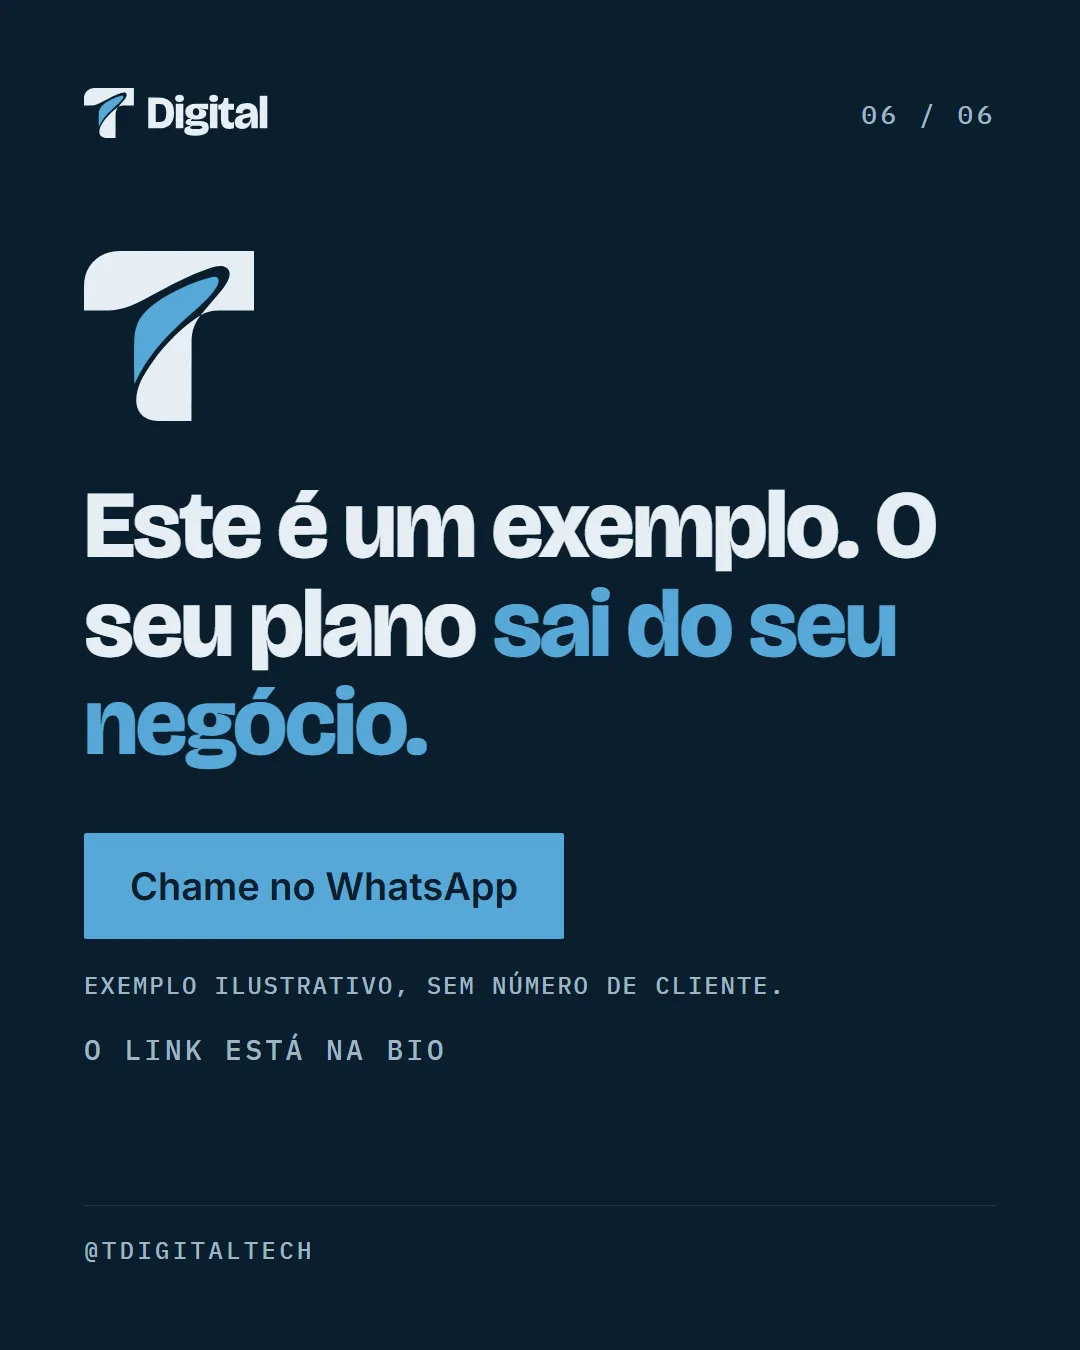 Digital
06 / 06
Este é um exemplo. O
seu plano sai do seu
negócio.
Chame no WhatsApp
EXEMPLO ILUSTRATIVO, SEM NÚMERO DE CLIENTE.
O LINK ESTÁ NA BIO
@TDIGITALTECH